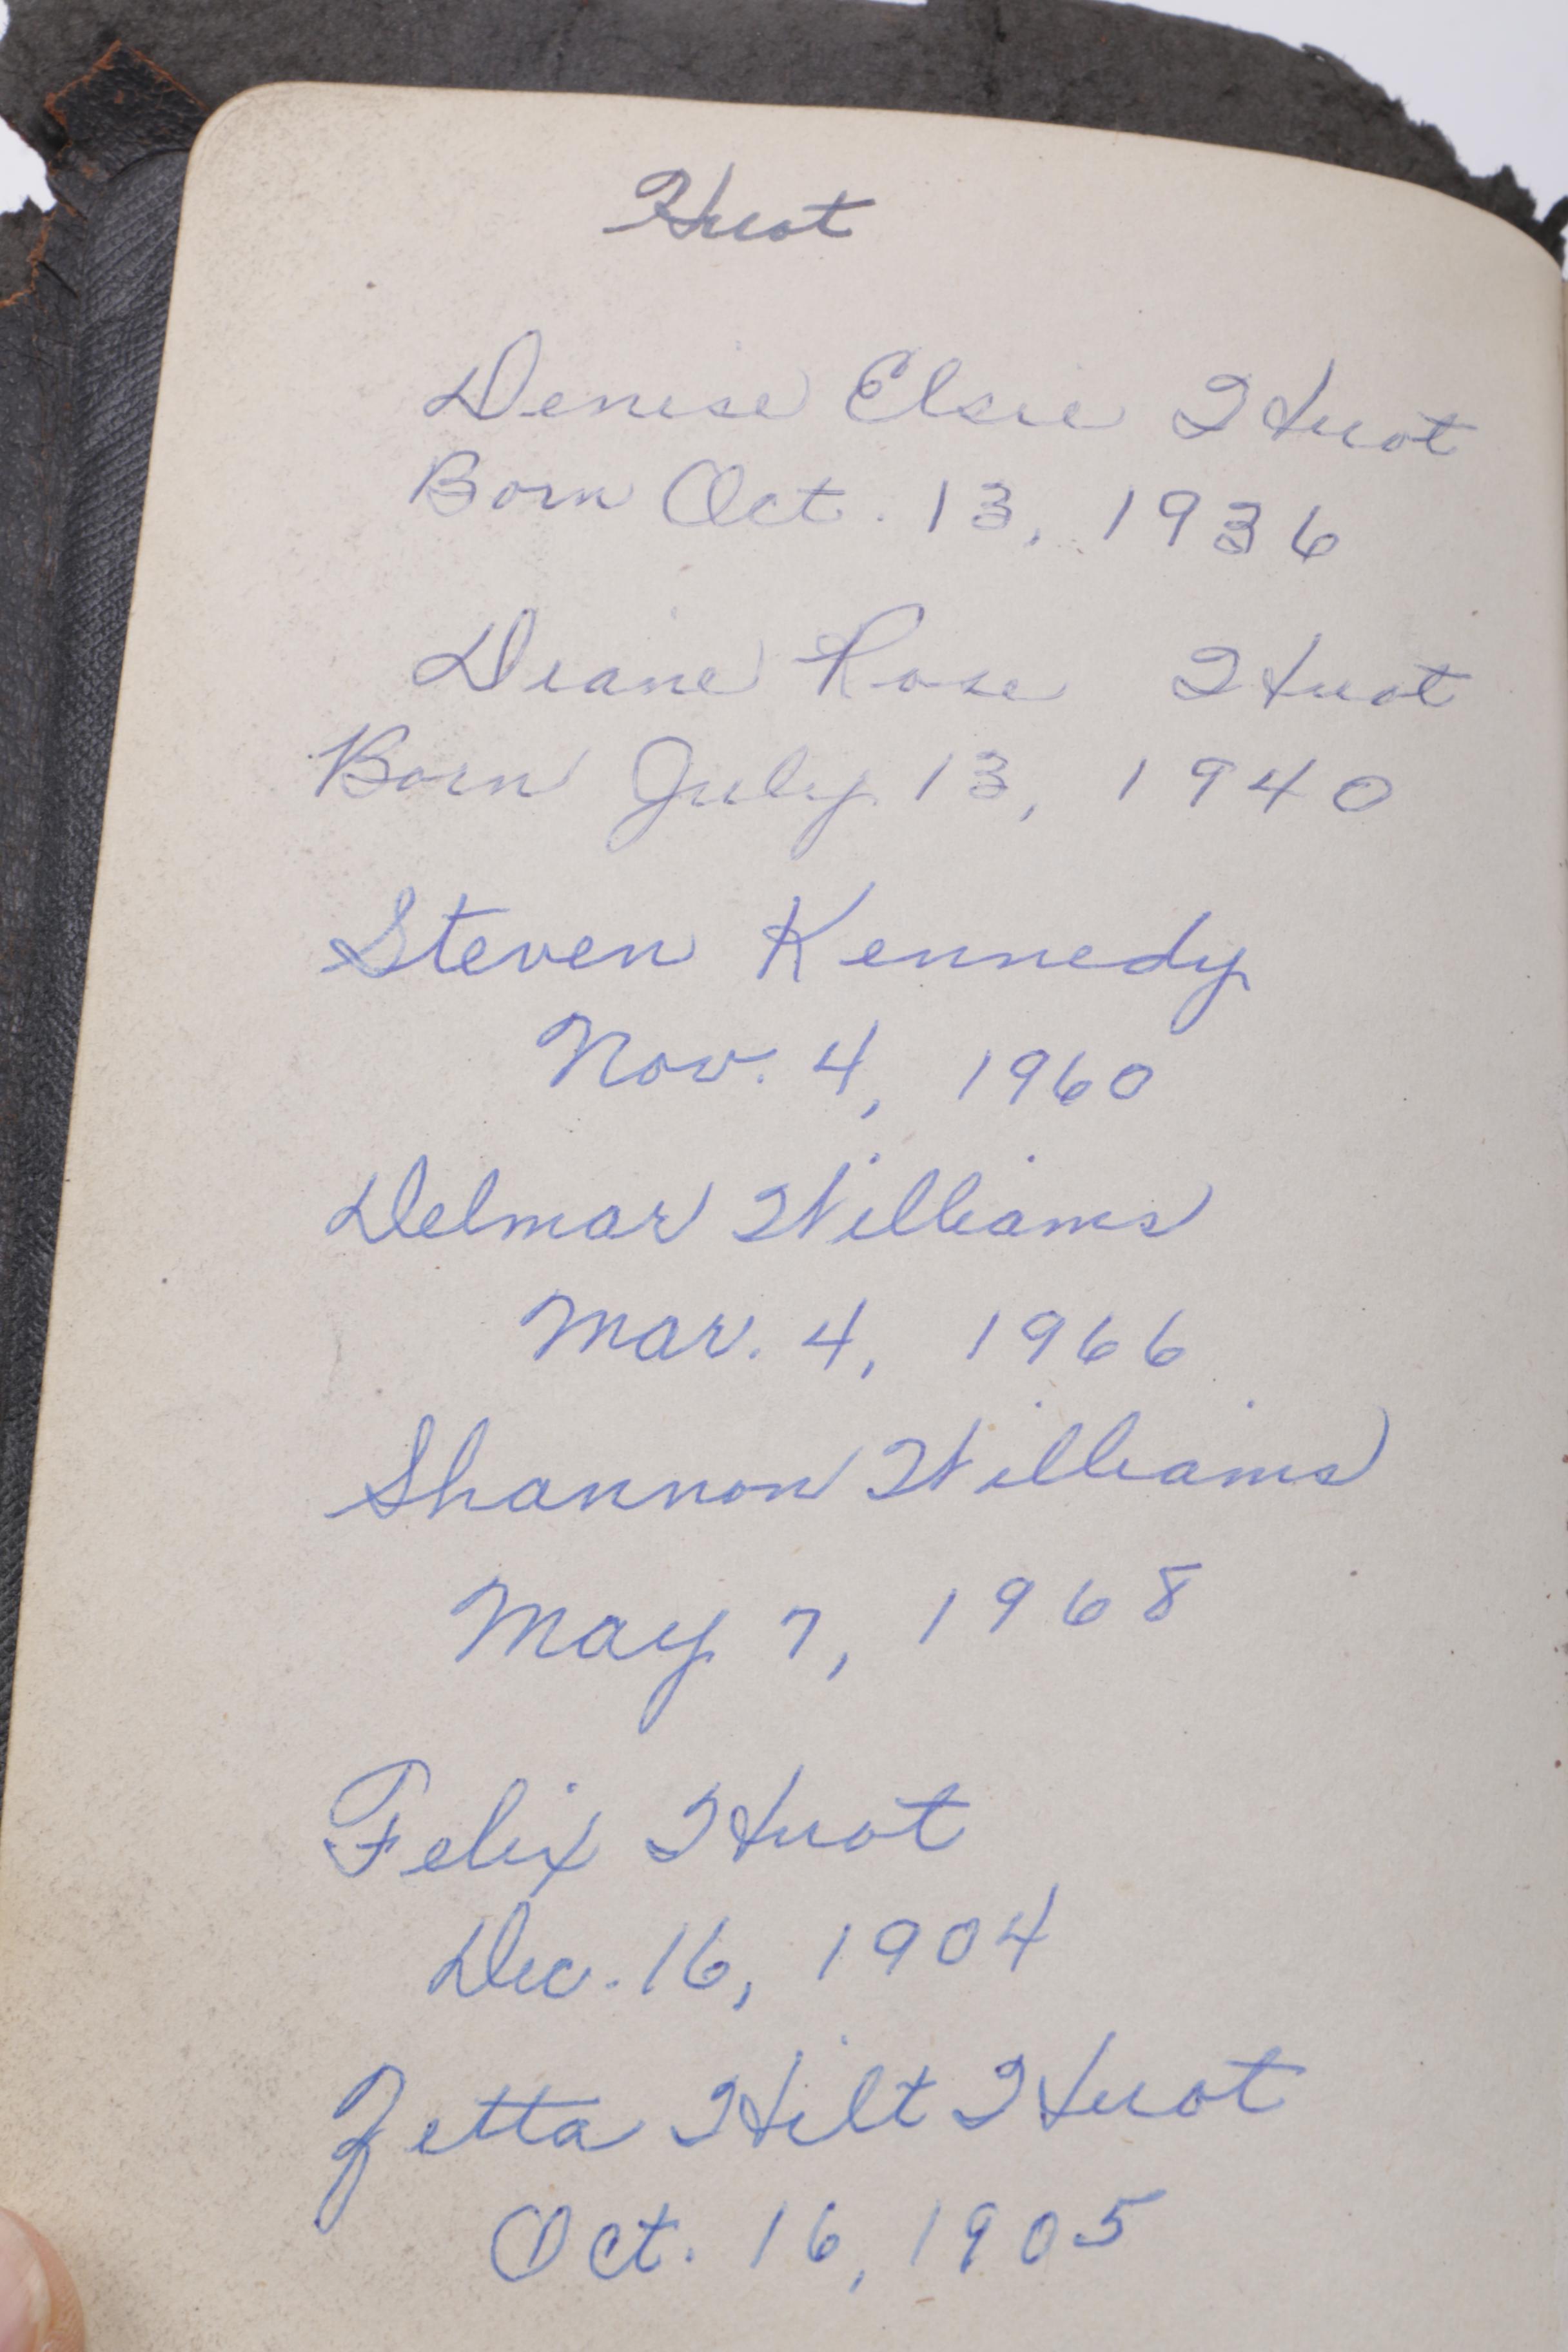 Huot
Denise Elsie Huot
Born Oct. 13, 1936
Diane Rose Huot
Born July 13, 1940
Steven Kennedy
Nov. 4, 1960
Delmar Williams
Mar. 4, 1966
Shannon Williams
May 7, 1968
Felix Huot
Dec. 16, 1904
Zetta Hilt Huot
Oct. 16, 1905